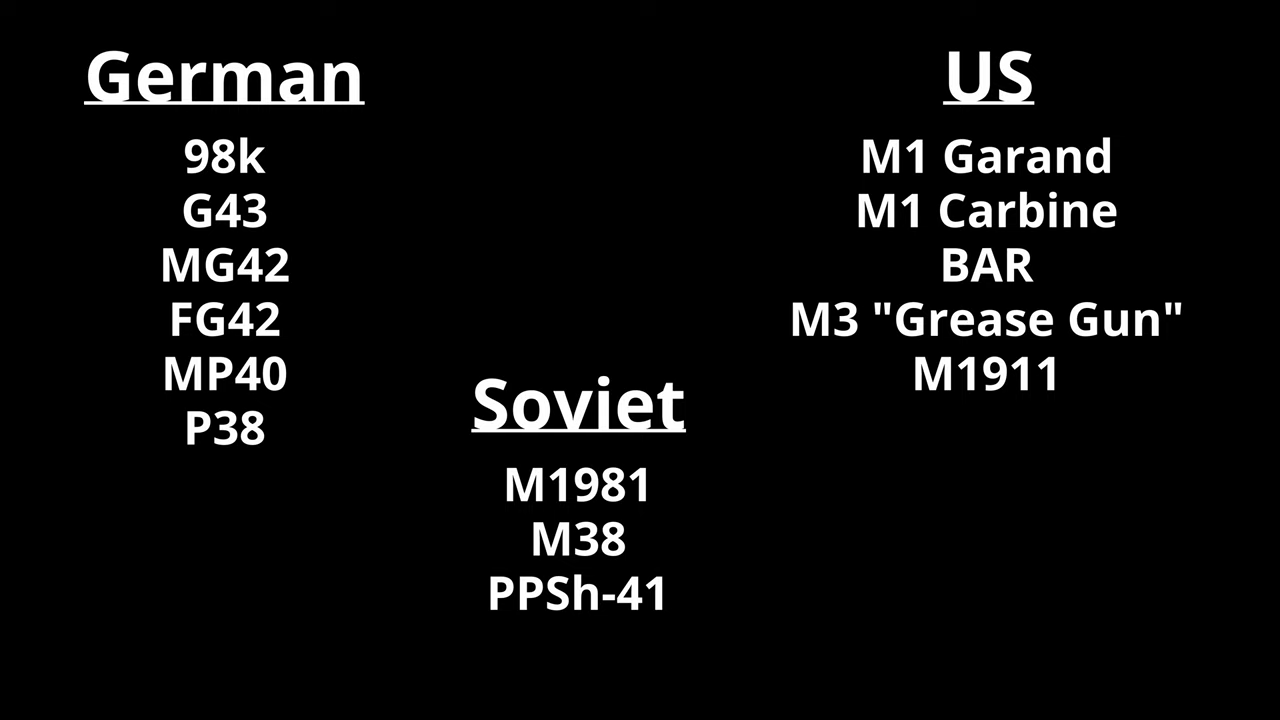 German
98k
G43
MG42
FG42
MP40
P38
Soviet
M1981
M38
PPSh-41
US
M1 Garand
M1 Carbine
BAR
M3 "Grease Gun"
M1911